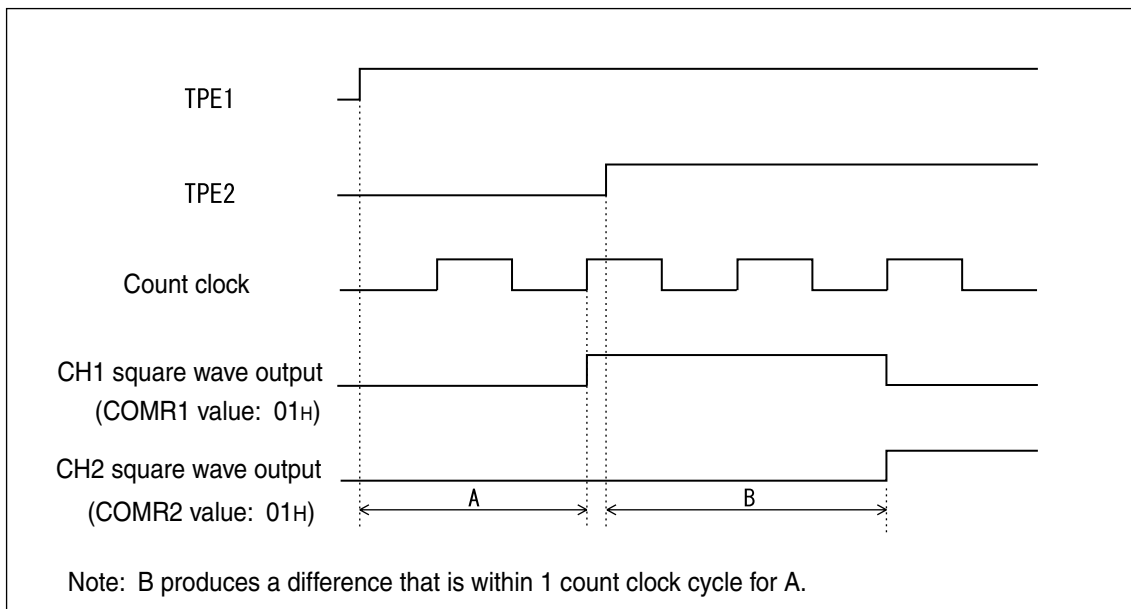 TPE1
TPE2
Count clock
CH1 square wave output
(COMR1 value: 01H)
CH2 square wave output
(COMR2 value: 01H)
A
B
Note: B produces a difference that is within 1 count clock cycle for A.